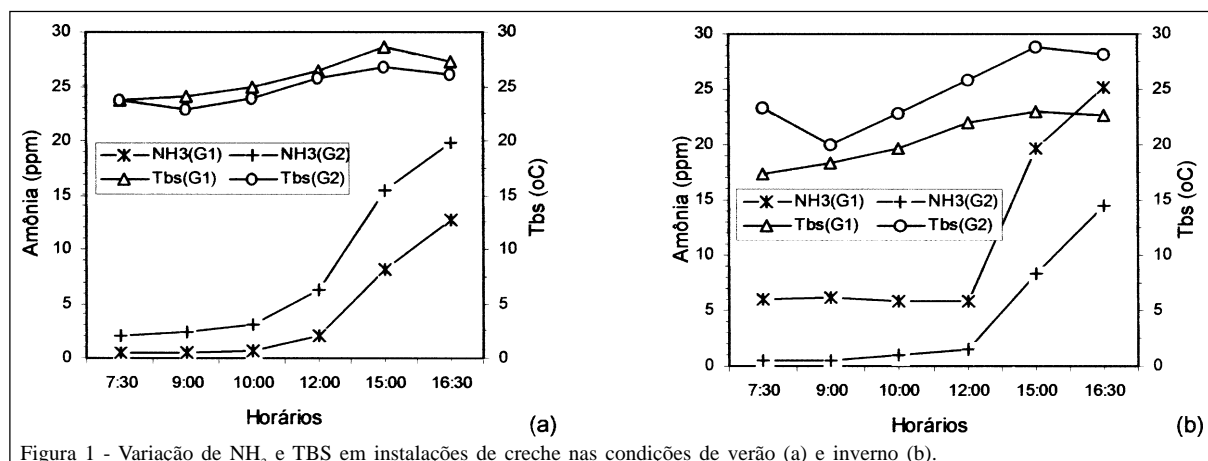 30
25
20
15
10
5
0
Amônia (ppm)
NH3(G1)
NH3(G2)
Tbs(G1)
Tbs(G2)
30
25
20
15
10
5
0
Tbs (oC)
7:30
9:00
10:00
12:00
15:00
16:30
Horários
(a)
30
25
20
15
10
5
0
Amônia (ppm)
NH3(G1)
NH3(G2)
Tbs(G1)
Tbs(G2)
30
25
20
15
10
5
0
Tbs (oC)
7:30
9:00
10:00
12:00
15:00
16:30
Horários
(b)
Figura 1 - Variação de NH₃ e TBS em instalações de creche nas condições de verão (a) e inverno (b).